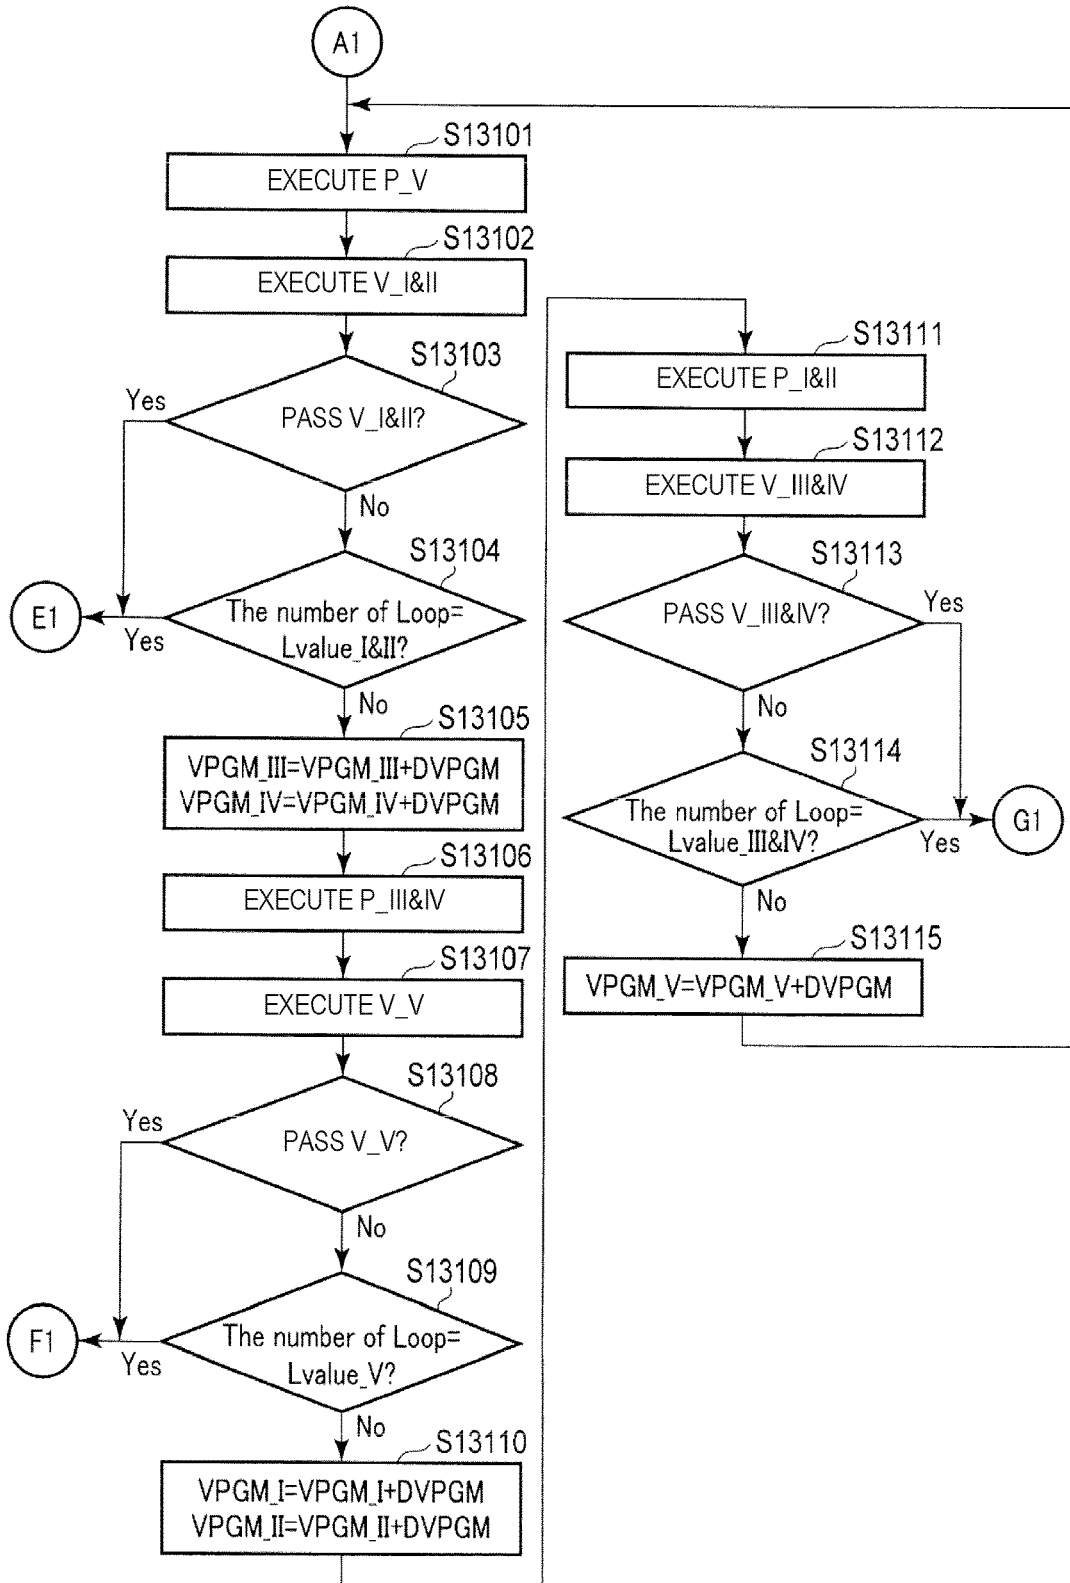 A1
S13101
EXECUTE P_V
S13102
EXECUTE V_I&II
S13103
PASS V_I&II?
Yes
No
S13104
The number of Loop=
Lvalue_I&II?
Yes
E1
No
S13105
VPGM_III=VPGM_III+DVPGM
VPGM_IV=VPGM_IV+DVPGM
S13106
EXECUTE P_III&IV
S13107
EXECUTE V_V
S13108
PASS V_V?
Yes
No
S13109
The number of Loop=
Lvalue_V?
Yes
F1
No
S13110
VPGM_I=VPGM_I+DVPGM
VPGM_II=VPGM_II+DVPGM
S13111
EXECUTE P_I&II
S13112
EXECUTE V_III&IV
S13113
PASS V_III&IV?
Yes
No
S13114
The number of Loop=
Lvalue_III&IV?
Yes
G1
No
S13115
VPGM_V=VPGM_V+DVPGM